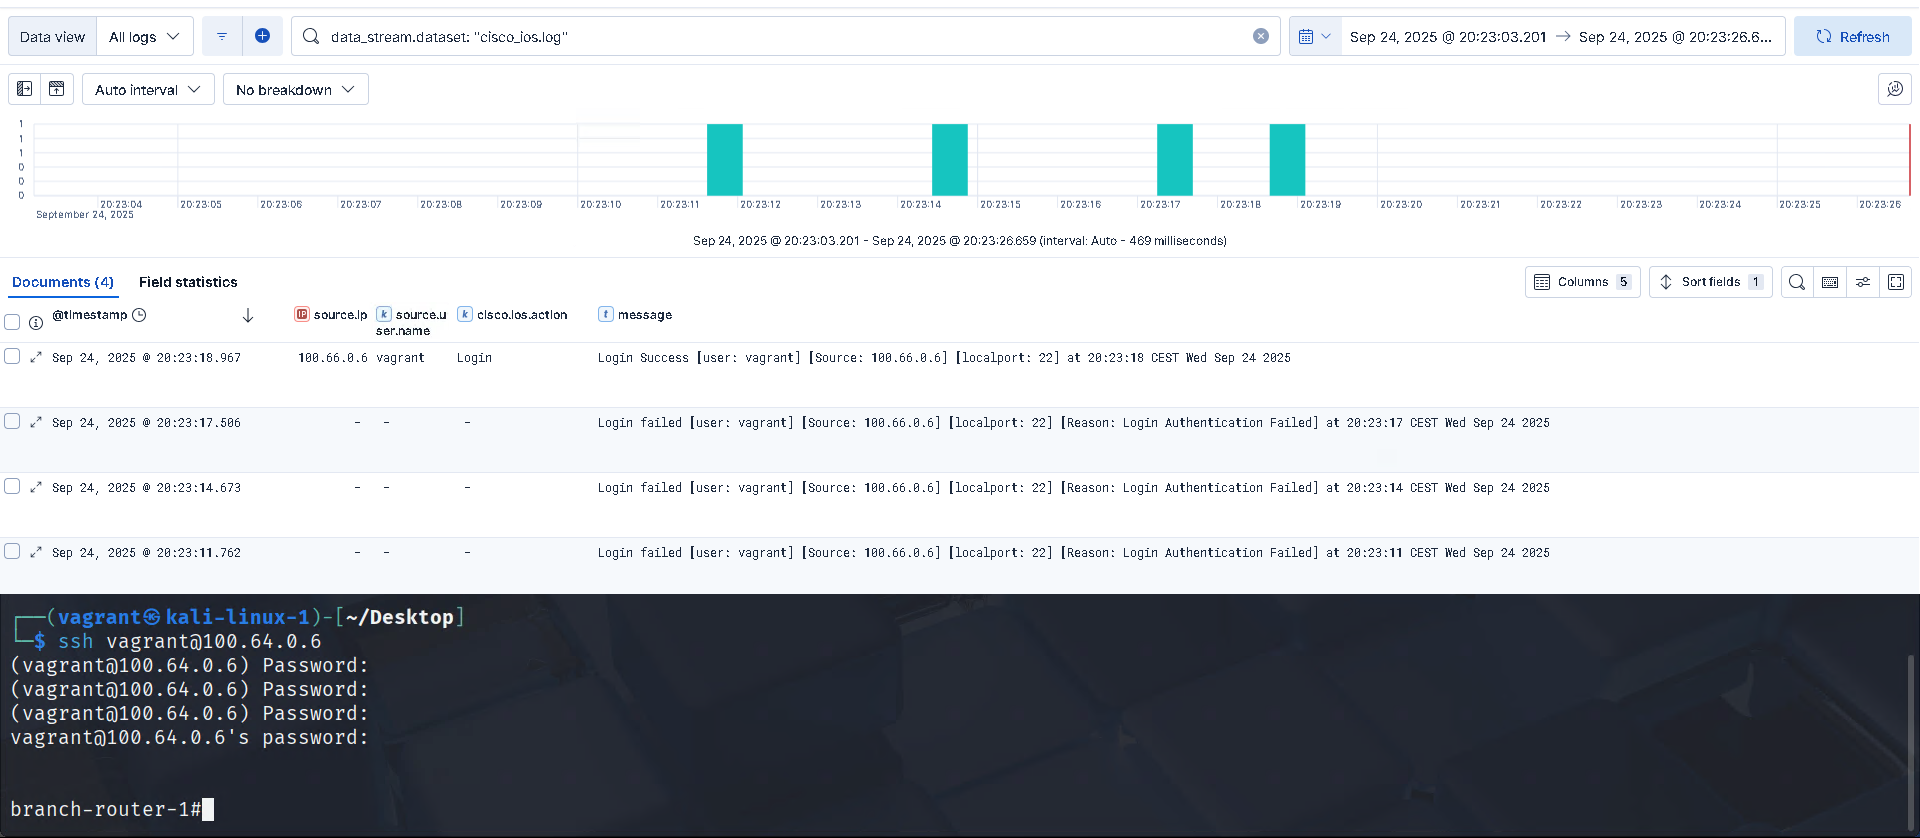 Data view All logs data_stream.dataset: "cisco_ios.log" Sep 24, 2025 @ 20:23:03.201 → Sep 24, 2025 @ 20:23:26.6... Refresh
Auto interval No breakdown
1
1
1
0
0
0
20:23:04 20:23:05 20:23:06 20:23:07 20:23:08 20:23:09 20:23:10 20:23:11 20:23:12 20:23:13 20:23:14 20:23:15 20:23:16 20:23:17 20:23:18 20:23:19 20:23:20 20:23:21 20:23:22 20:23:23 20:23:24 20:23:25 20:23:26
September 24, 2025
Sep 24, 2025 @ 20:23:03.201 - Sep 24, 2025 @ 20:23:26.659 (interval: Auto - 469 milliseconds)
Documents (4) Field statistics Columns 5 Sort fields 1
@timestamp ↓ IP source.ip k source.user.name k cisco.ios.action t message
Sep 24, 2025 @ 20:23:18.967 100.66.0.6 vagrant Login Login Success [user: vagrant] [Source: 100.66.0.6] [localport: 22] at 20:23:18 CEST Wed Sep 24 2025
Sep 24, 2025 @ 20:23:17.506 - - - Login failed [user: vagrant] [Source: 100.66.0.6] [localport: 22] [Reason: Login Authentication Failed] at 20:23:17 CEST Wed Sep 24 2025
Sep 24, 2025 @ 20:23:14.673 - - - Login failed [user: vagrant] [Source: 100.66.0.6] [localport: 22] [Reason: Login Authentication Failed] at 20:23:14 CEST Wed Sep 24 2025
Sep 24, 2025 @ 20:23:11.762 - - - Login failed [user: vagrant] [Source: 100.66.0.6] [localport: 22] [Reason: Login Authentication Failed] at 20:23:11 CEST Wed Sep 24 2025
┌──(vagrant㉿kali-linux-1)-[~/Desktop]
└─$ ssh vagrant@100.64.0.6
(vagrant@100.64.0.6) Password:
(vagrant@100.64.0.6) Password:
(vagrant@100.64.0.6) Password:
vagrant@100.64.0.6's password:
branch-router-1#